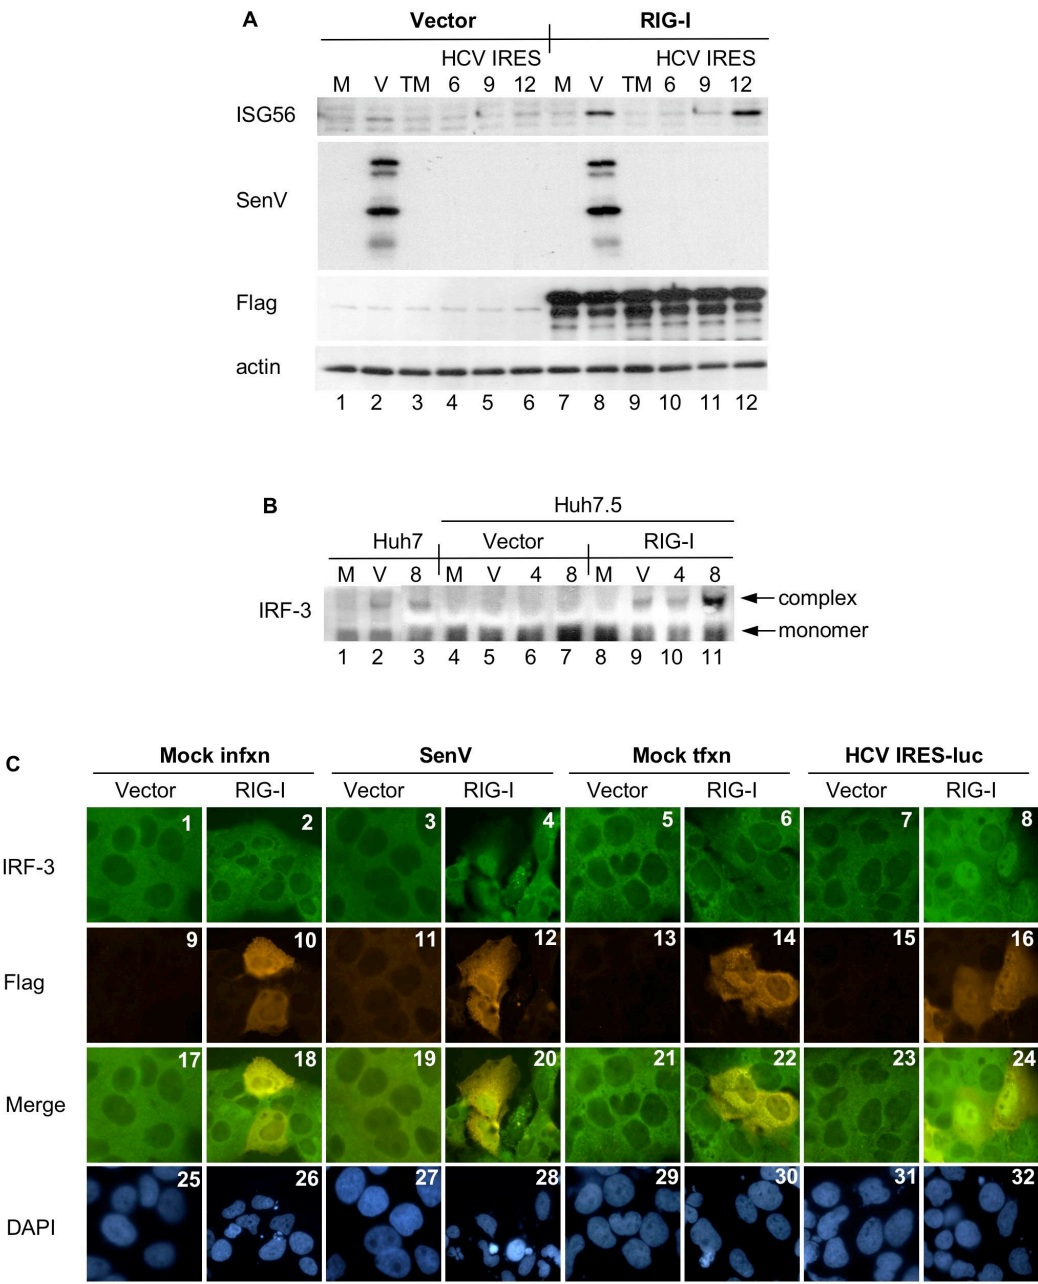 A
Vector RIG-I
HCV IRES HCV IRES
M V TM 6 9 12 M V TM 6 9 12
ISG56
SenV
Flag
actin
1 2 3 4 5 6 7 8 9 10 11 12
B
Huh7.5
Huh7 Vector RIG-I
M V 8 M V 4 8 M V 4 8
IRF-3
complex
monomer
1 2 3 4 5 6 7 8 9 10 11
C
Mock infxn SenV Mock tfxn HCV IRES-luc
Vector RIG-I Vector RIG-I Vector RIG-I Vector RIG-I
IRF-3 1 2 3 4 5 6 7 8
Flag 9 10 11 12 13 14 15 16
Merge 17 18 19 20 21 22 23 24
DAPI 25 26 27 28 29 30 31 32